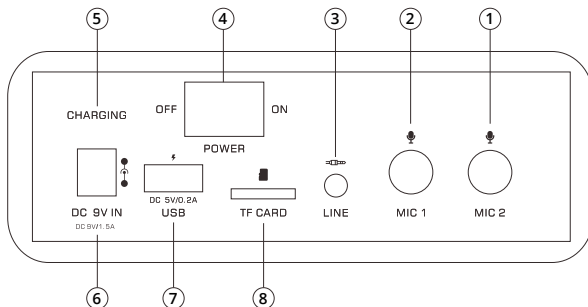 5 4 3 2 1
OFF ON
CHARGING
POWER
DC 5V/0.2A
DC 9V IN USB TF CARD LINE MIC 1 MIC 2
DC 9V/1.5A
6 7 8